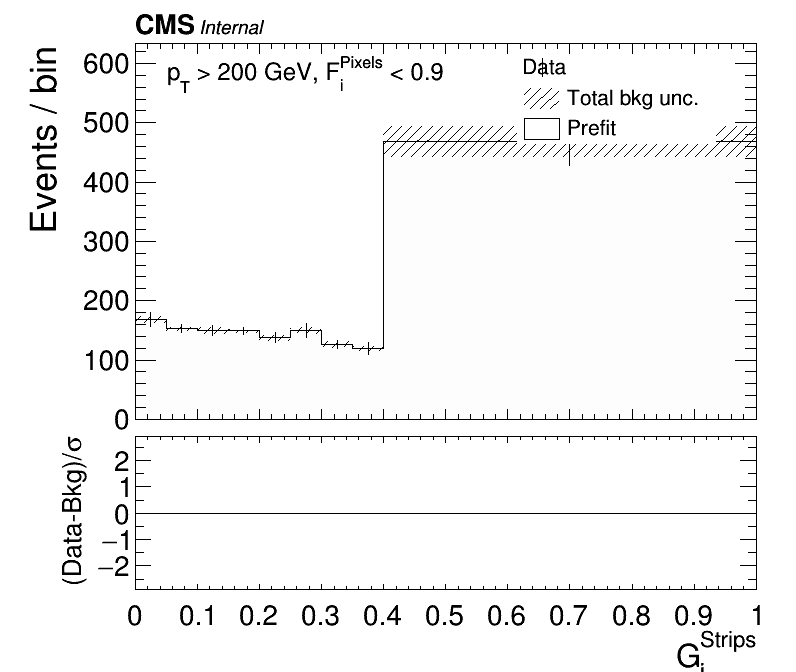 CMS Internal
p_T > 200 GeV, F_i^Pixels < 0.9
Data
Total bkg unc.
Prefit
Events / bin
600
500
400
300
200
100
0
(Data-Bkg)/σ
2
1
0
−1
−2
0 0.1 0.2 0.3 0.4 0.5 0.6 0.7 0.8 0.9 1
G_i^Strips